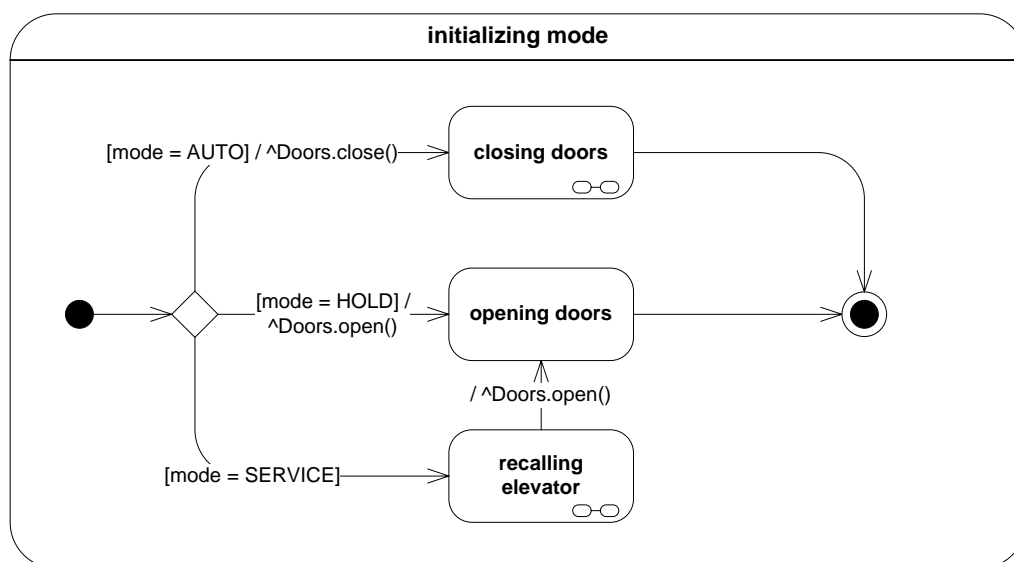 initializing mode
[mode = AUTO] / ^Doors.close()
closing doors
[mode = HOLD] /
^Doors.open()
opening doors
/ ^Doors.open()
[mode = SERVICE]
recalling
elevator